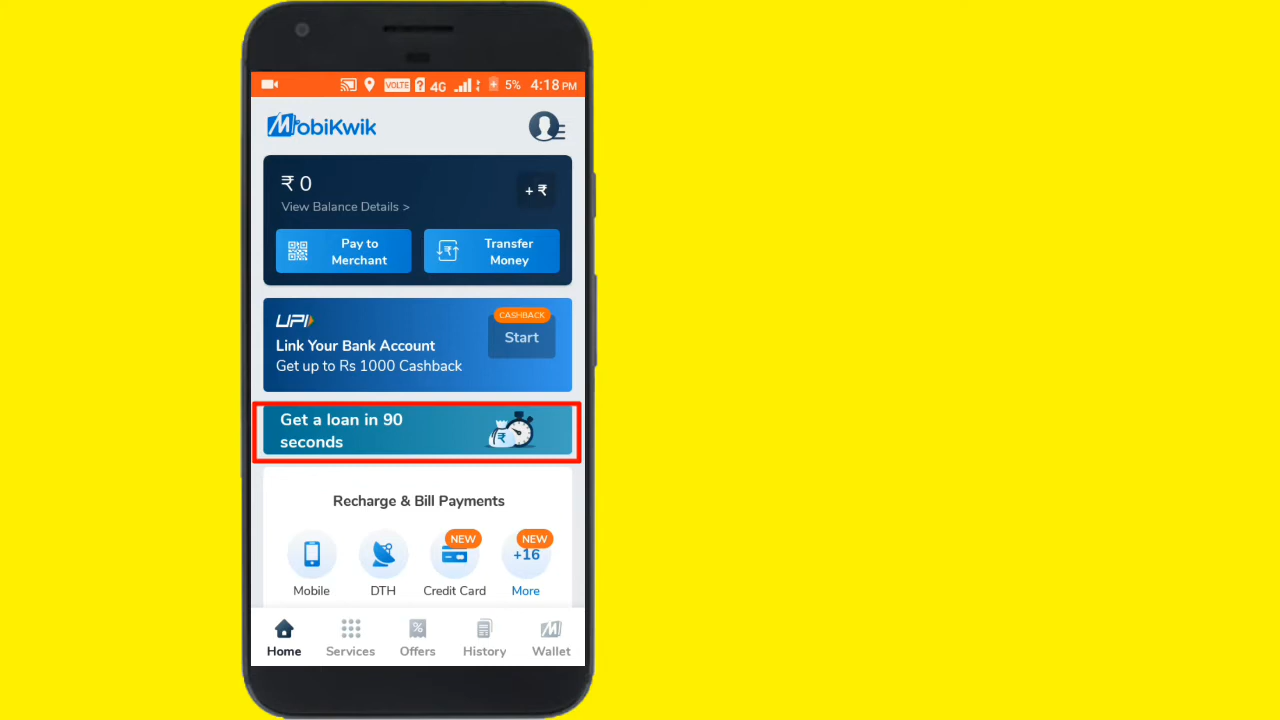 VOLTE ? 4G 5% 4:18 PM
MobiKwik
₹ 0
+ ₹
View Balance Details >
Pay to
Merchant
Transfer
Money
UPI
CASHBACK
Start
Link Your Bank Account
Get up to Rs 1000 Cashback
Get a loan in 90
seconds
₹
Recharge & Bill Payments
NEW
NEW
+16
Mobile
DTH
Credit Card
More
Home
Services
Offers
History
Wallet